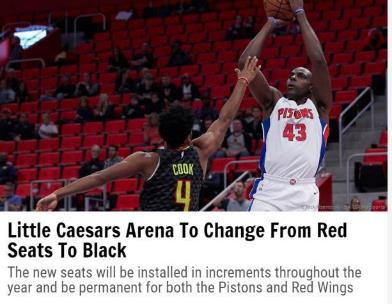 PISTONS
43
COOK
4
Little Caesars Arena To Change From Red
Seats To Black
The new seats will be installed in increments throughout the
year and be permanent for both the Pistons and Red Wings